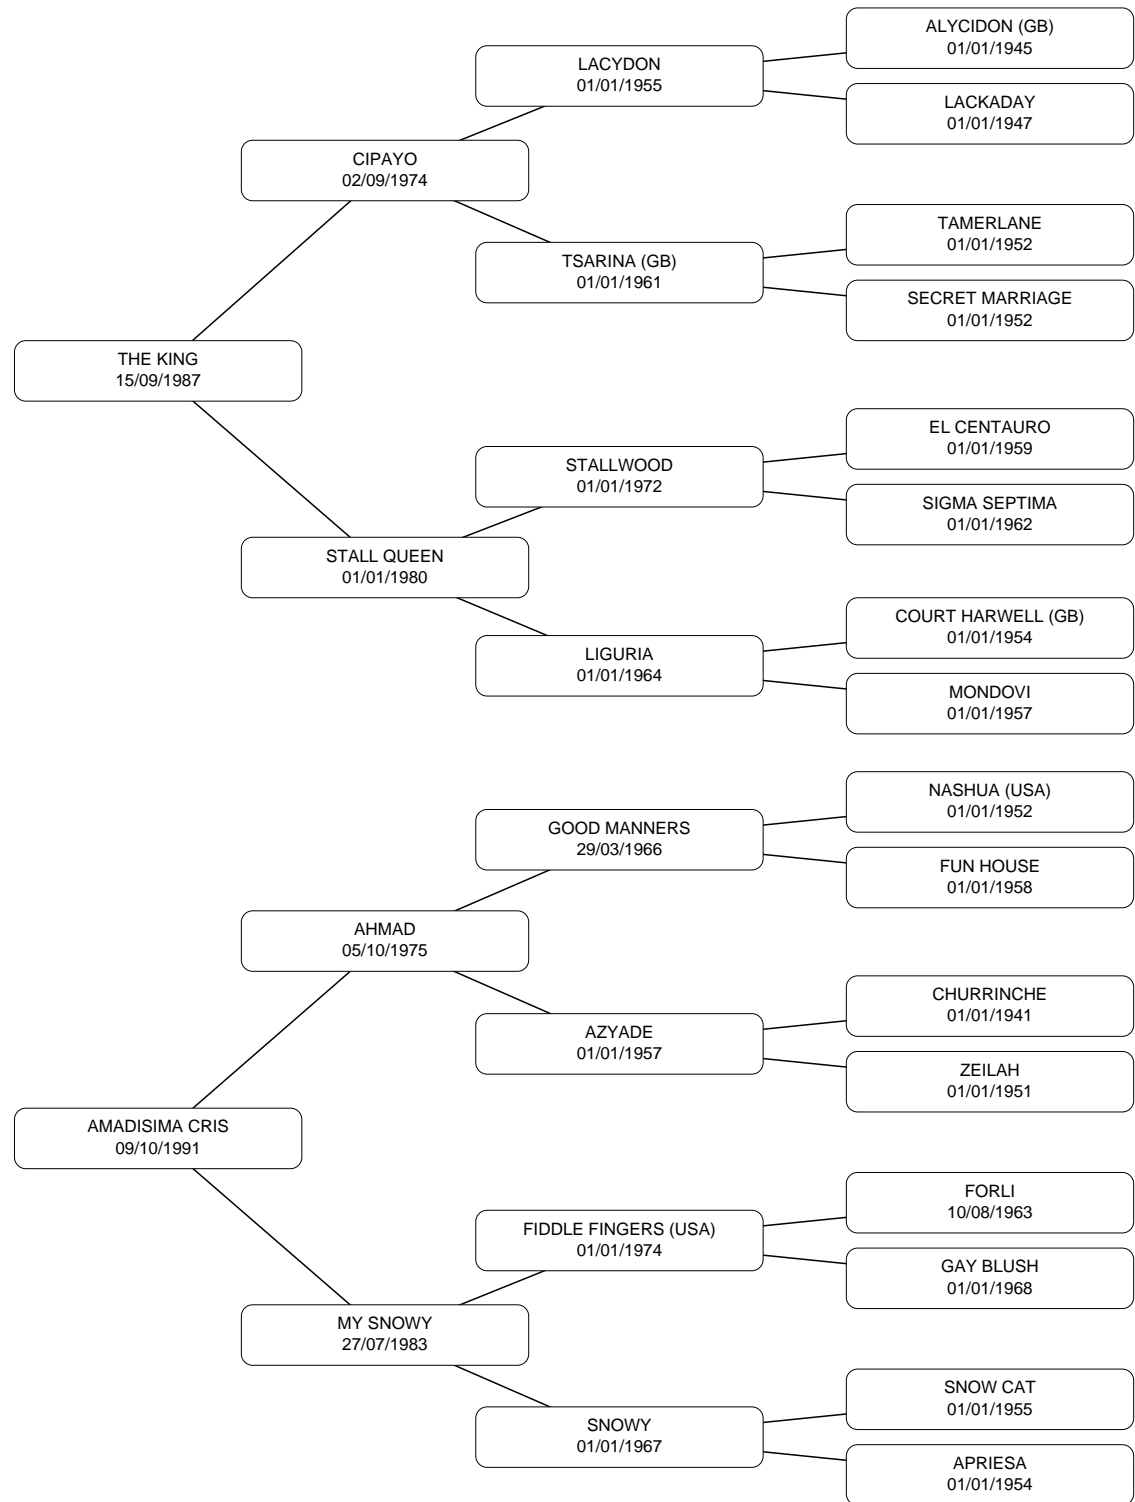 ALYCIDON (GB)
01/01/1945
LACYDON
01/01/1955
LACKADAY
01/01/1947
CIPAYO
02/09/1974
TAMERLANE
01/01/1952
TSARINA (GB)
01/01/1961
SECRET MARRIAGE
01/01/1952
THE KING
15/09/1987
EL CENTAURO
01/01/1959
STALLWOOD
01/01/1972
SIGMA SEPTIMA
01/01/1962
STALL QUEEN
01/01/1980
COURT HARWELL (GB)
01/01/1954
LIGURIA
01/01/1964
MONDOVI
01/01/1957
NASHUA (USA)
01/01/1952
GOOD MANNERS
29/03/1966
FUN HOUSE
01/01/1958
AHMAD
05/10/1975
CHURRINCHE
01/01/1941
AZYADE
01/01/1957
ZEILAH
01/01/1951
AMADISIMA CRIS
09/10/1991
FORLI
10/08/1963
FIDDLE FINGERS (USA)
01/01/1974
GAY BLUSH
01/01/1968
MY SNOWY
27/07/1983
SNOW CAT
01/01/1955
SNOWY
01/01/1967
APRIESA
01/01/1954